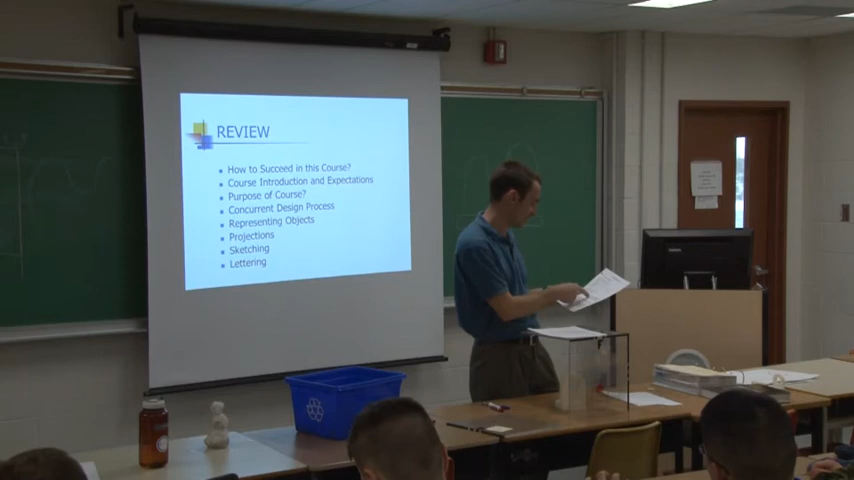 REVIEW
How to Succeed in this Course?
Course Introduction and Expectations
Purpose of Course?
Concurrent Design Process
Representing Objects
Projections
Sketching
Lettering